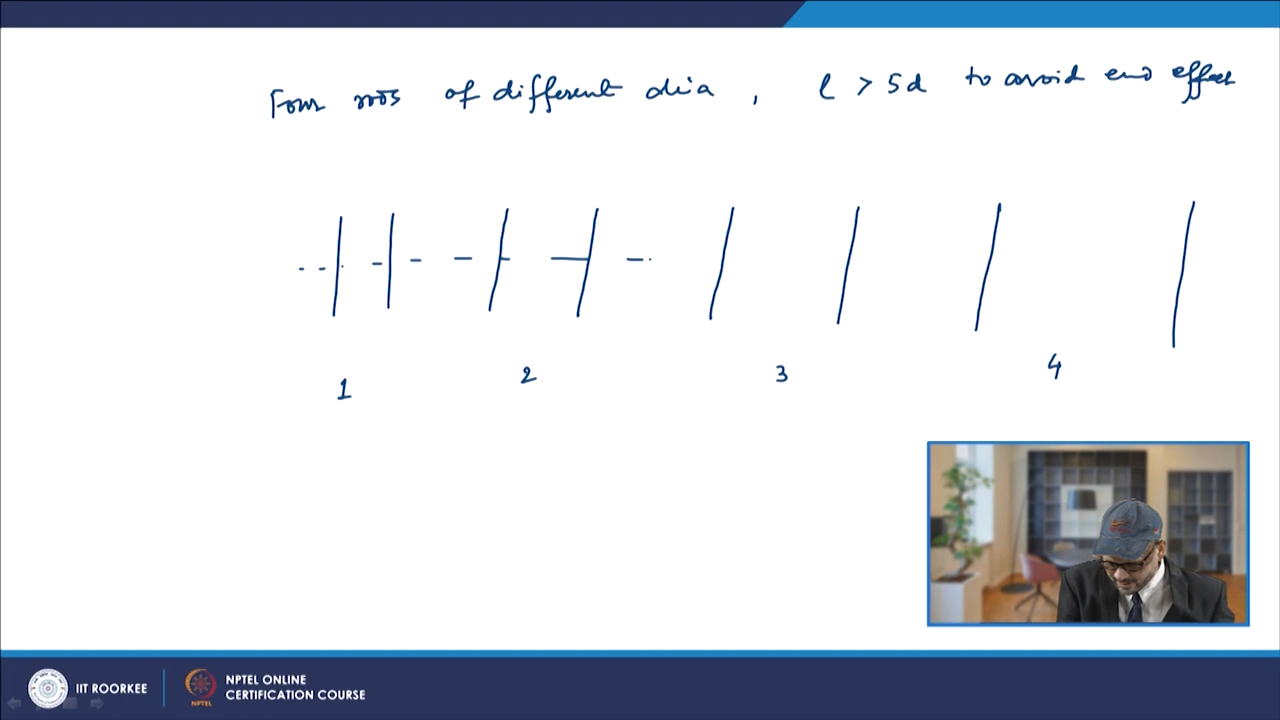 Four rods of different dia , l > 5d to avoid end effect
1 2 3 4
IIT ROORKEE
NPTEL ONLINE
CERTIFICATION COURSE
NPTEL